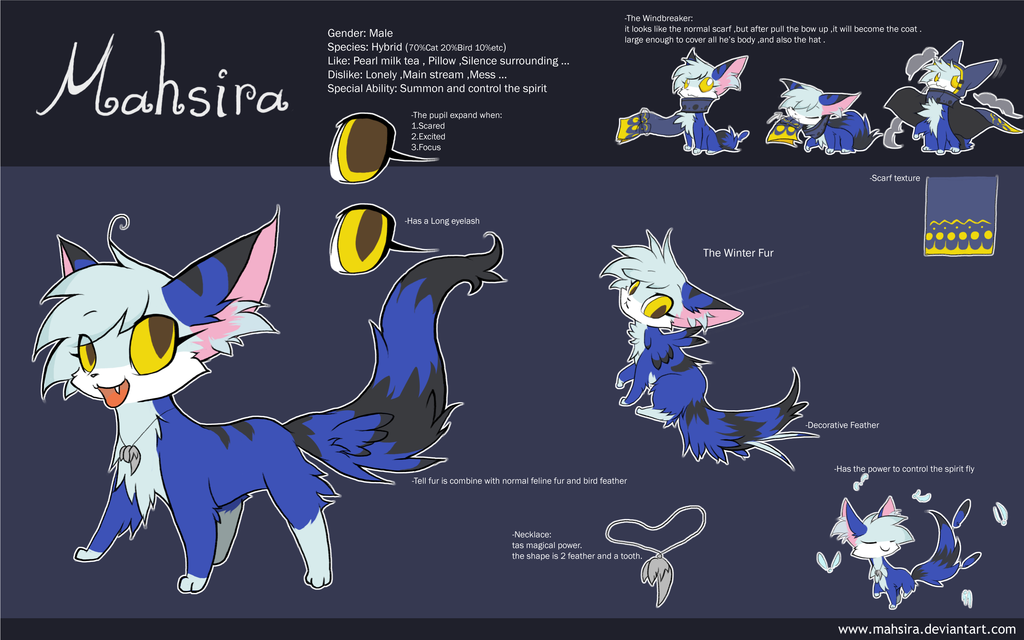 Mahsira
Gender: Male
Species: Hybrid (70%Cat 20%Bird 10%etc)
Like: Pearl milk tea , Pillow ,Silence surrounding ...
Dislike: Lonely ,Main stream ,Mess ...
Special Ability: Summon and control the spirit
-The Windbreaker:
it looks like the normal scarf ,but after pull the bow up ,it will become the coat .
large enough to cover all he's body ,and also the hat .
-The pupil expand when:
1.Scared
2.Excited
3.Focus
-Scarf texture
-Has a Long eyelash
The Winter Fur
-Decorative Feather
-Tell fur is combine with normal feline fur and bird feather
-Has the power to control the spirit fly
-Necklace:
tas magical power.
the shape is 2 feather and a tooth.
www.mahsira.deviantart.com